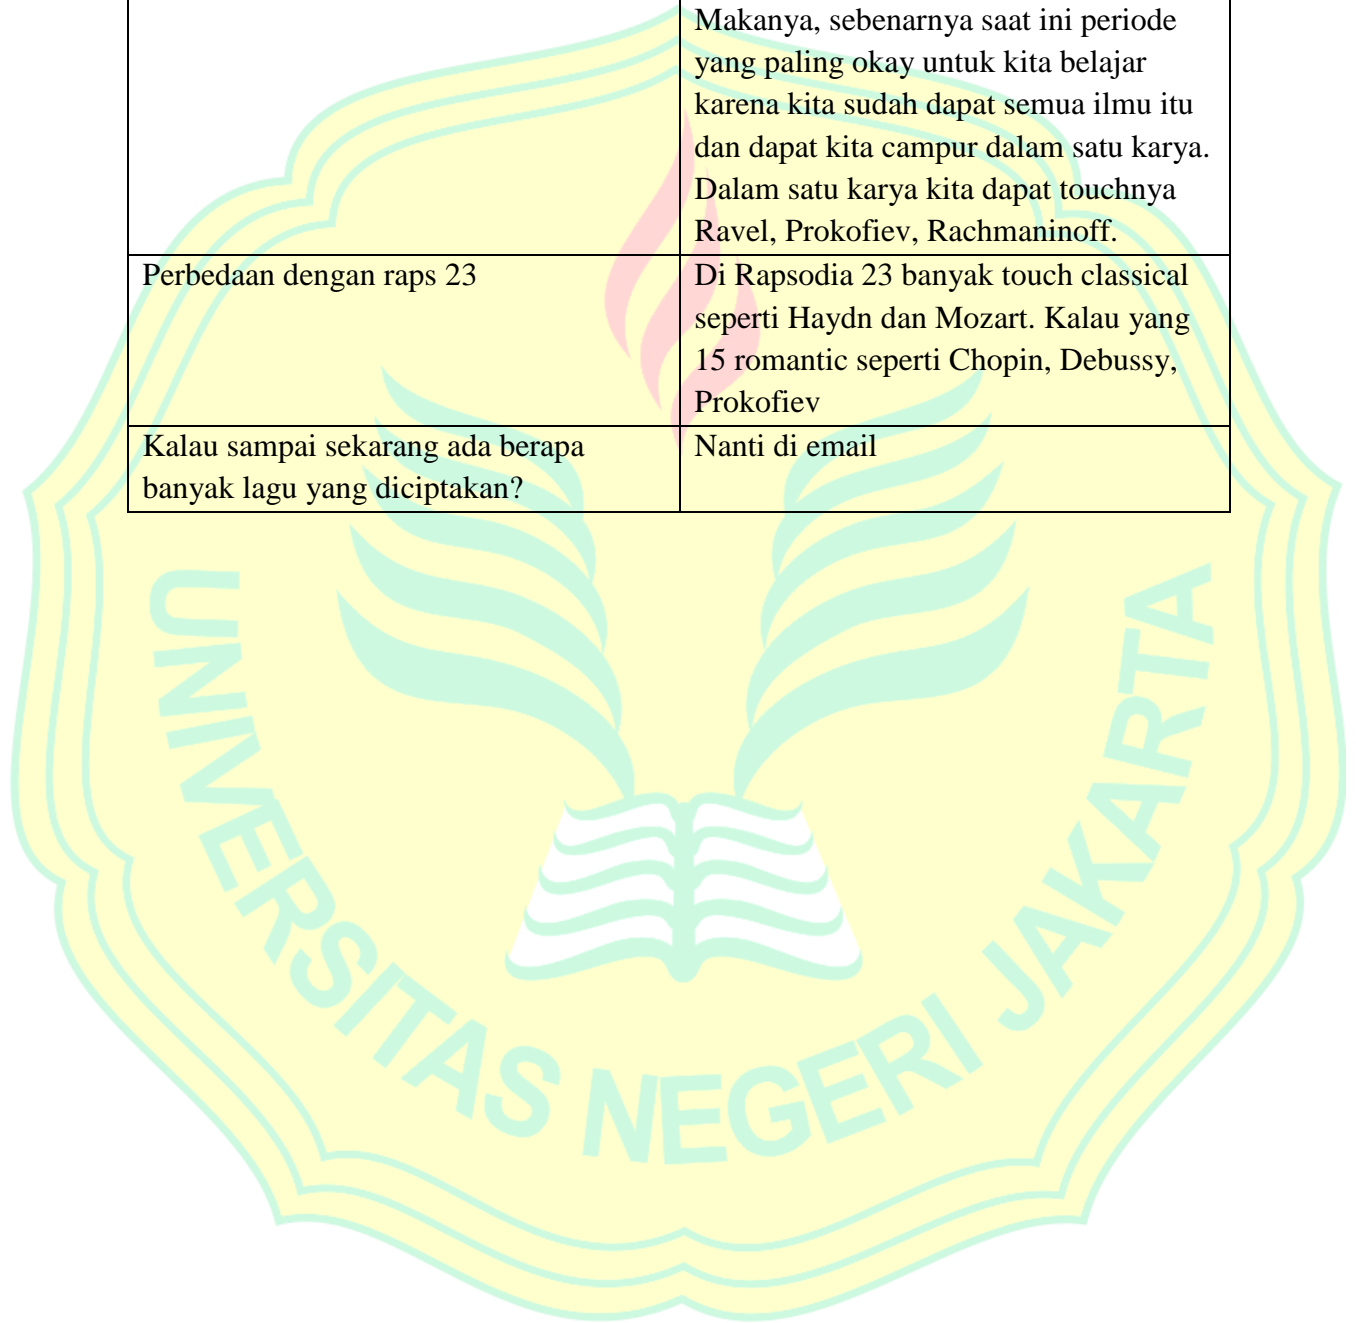 Makanya, sebenarnya saat ini periode
yang paling okay untuk kita belajar
karena kita sudah dapat semua ilmu itu
dan dapat kita campur dalam satu karya.
Dalam satu karya kita dapat touchnya
Ravel, Prokofiev, Rachmaninoff.
Perbedaan dengan raps 23
Di Rapsodia 23 banyak touch classical
seperti Haydn dan Mozart. Kalau yang
15 romantic seperti Chopin, Debussy,
Prokofiev
Kalau sampai sekarang ada berapa
banyak lagu yang diciptakan?
Nanti di email
UNIVERSITAS NEGERI JAKARTA